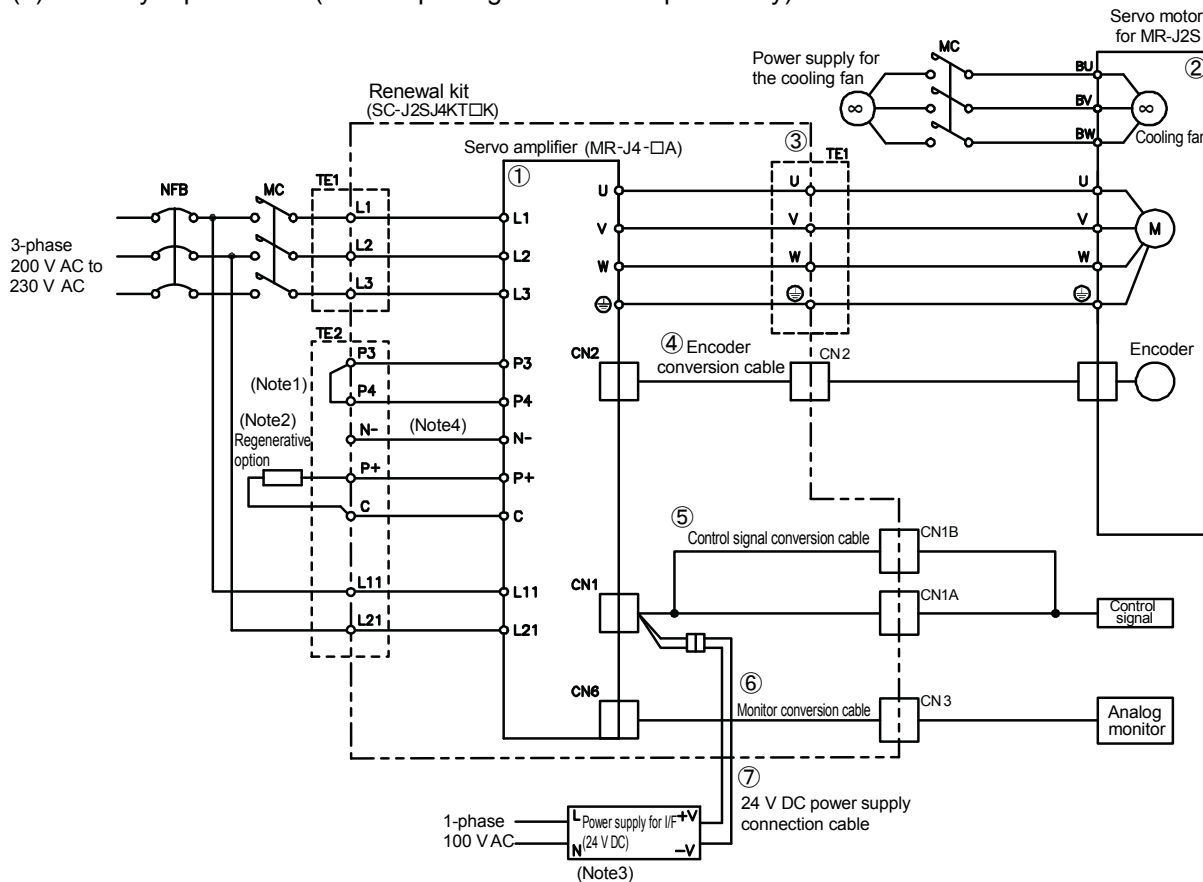 Servo motor
for MR-J2S
②
Power supply for
the cooling fan
MC
BU
BV
BW
Cooling fan
Renewal kit
(SC-J2SJ4KT□K)
Servo amplifier (MR-J4-□A)
①
③
TE1
NFB
MC
TE1
3-phase
200 V AC to
230 V AC
L1
L2
L3
L1
L2
L3
U
V
W
U
V
W
U
V
W
M
TE2
P3
P4
N-
P+
C
L11
L21
P3
P4
N-
P+
C
L11
L21
(Note1)
(Note2)
Regenerative
option
(Note4)
CN2
④ Encoder
conversion cable
CN2
Encoder
⑤
Control signal conversion cable
CN1B
CN1
CN1A
Control
signal
CN6
⑥
Monitor conversion cable
CN3
Analog
monitor
⑦
24 V DC power supply
connection cable
1-phase
100 V AC
L
N
Power supply for I/F
(24 V DC)
+V
-V
(Note3)